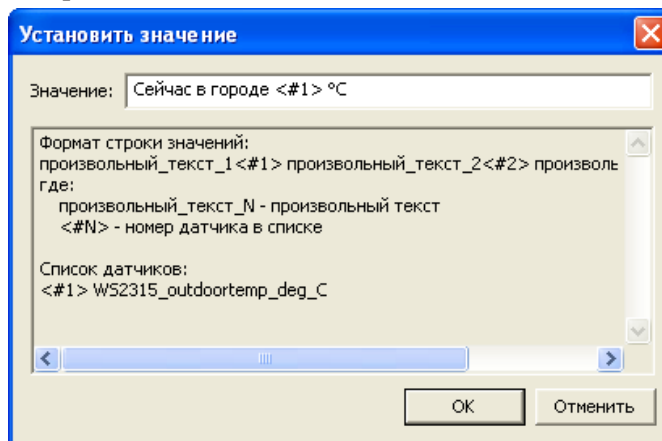 Установить значение
Значение: Сейчас в городе <#1> °C
Формат строки значений:
произвольный_текст_1<#1> произвольный_текст_2<#2> произволь
где:
произвольный_текст_N - произвольный текст
<#N> - номер датчика в списке
Список датчиков:
<#1> WS2315_outdoortemp_deg_C
OK Отменить